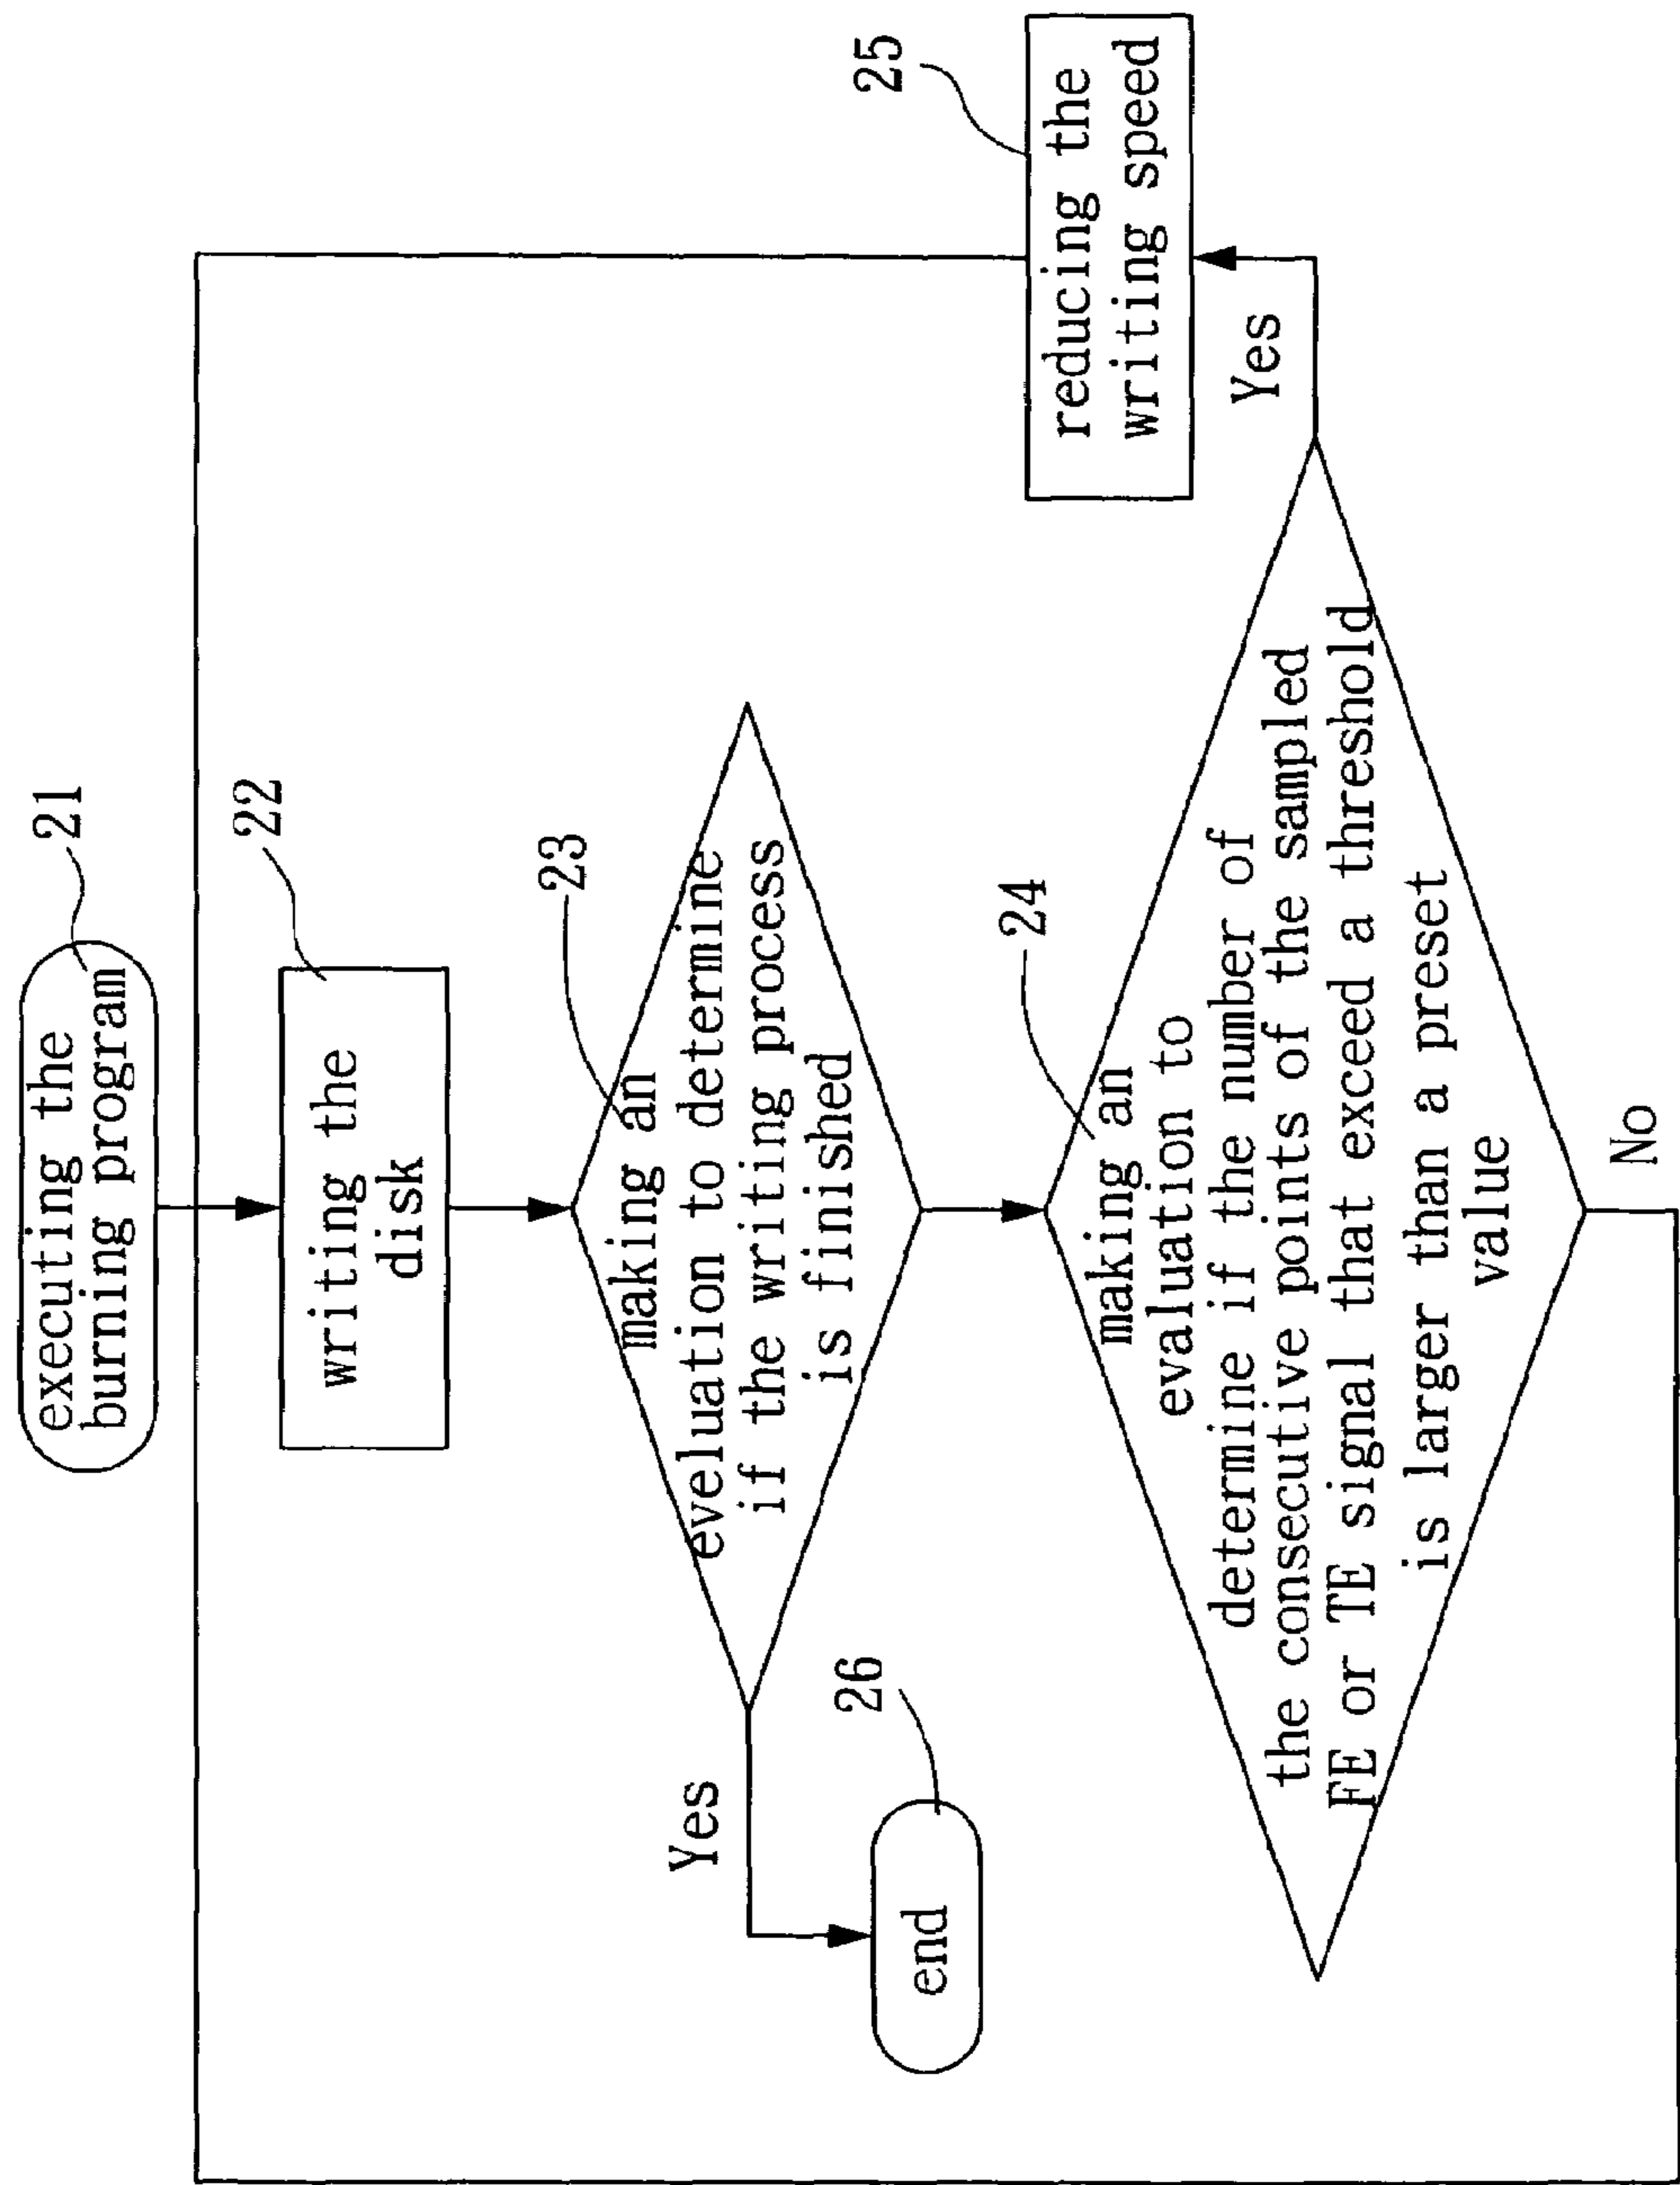 executing the
burning program
21
writing the
disk
22
making an
eveluation to determine
if the writing process
is finished
23
Yes
end
26
making an
evaluation to
determine if the number of
the consecutive points of the sampled
FE or TE signal that exceed a threshold
is larger than a preset
value
24
Yes
reducing the
writing speed
25
No